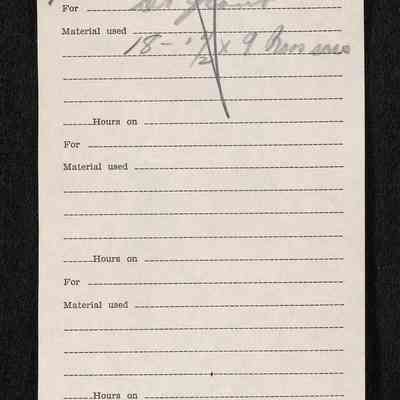 For
Material used
18 - 1/2 x 9
Hours on
For
Material used
Hours on
For
Material used
Hours on